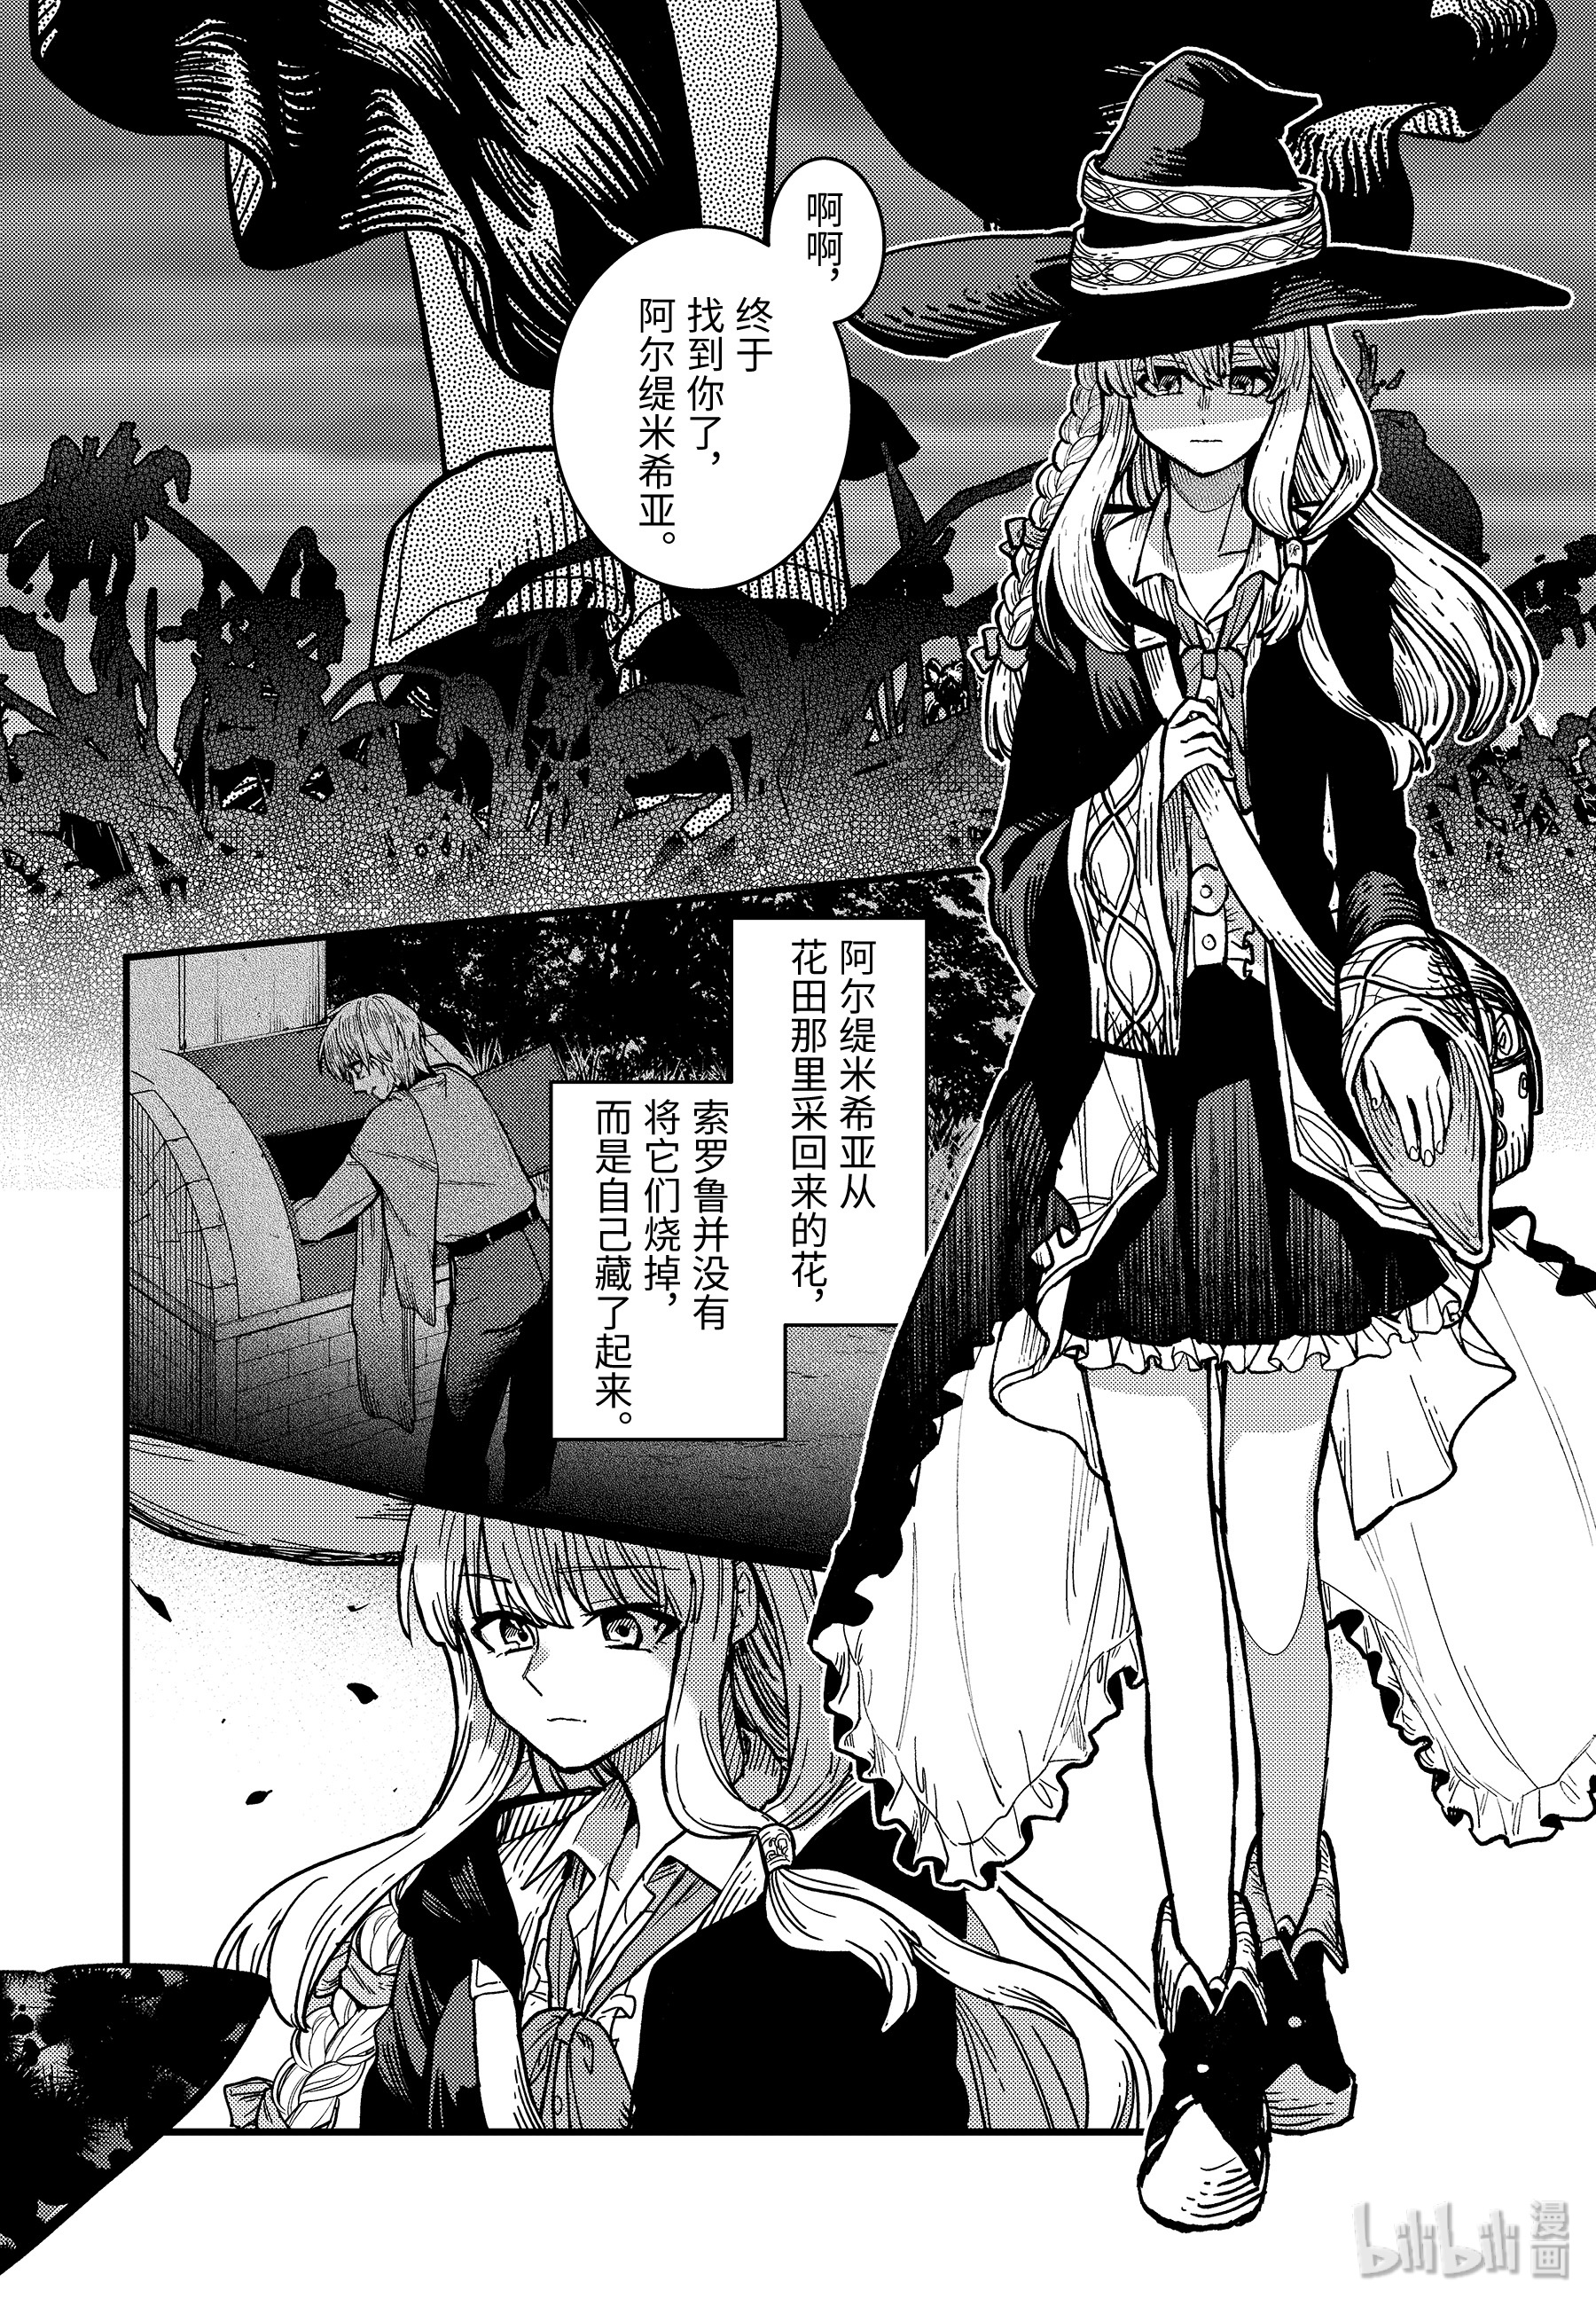 啊啊，
终于
找到你了，
阿尔缇米希亚。
阿尔缇米希亚从
花田那里采回来的花，
索罗鲁并没有
将它们烧掉，
而是自己藏了起来。
bilibili
漫画